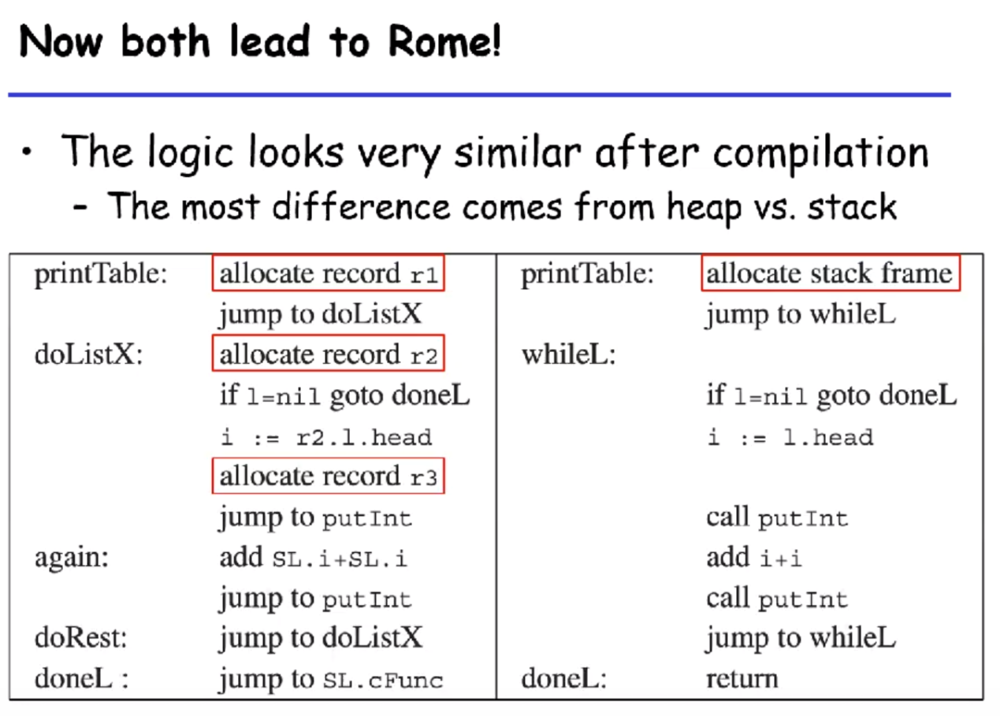 Now both lead to Rome!
• The logic looks very similar after compilation
- The most difference comes from heap vs. stack
printTable: allocate record r1 printTable: allocate stack frame
jump to doListX jump to whileL
doListX: allocate record r2 whileL:
if l=nil goto doneL if l=nil goto doneL
i := r2.l.head i := l.head
allocate record r3
jump to putInt call putInt
again: add SL.i+SL.i add i+i
jump to putInt call putInt
doRest: jump to doListX jump to whileL
doneL : jump to SL.cFunc doneL: return